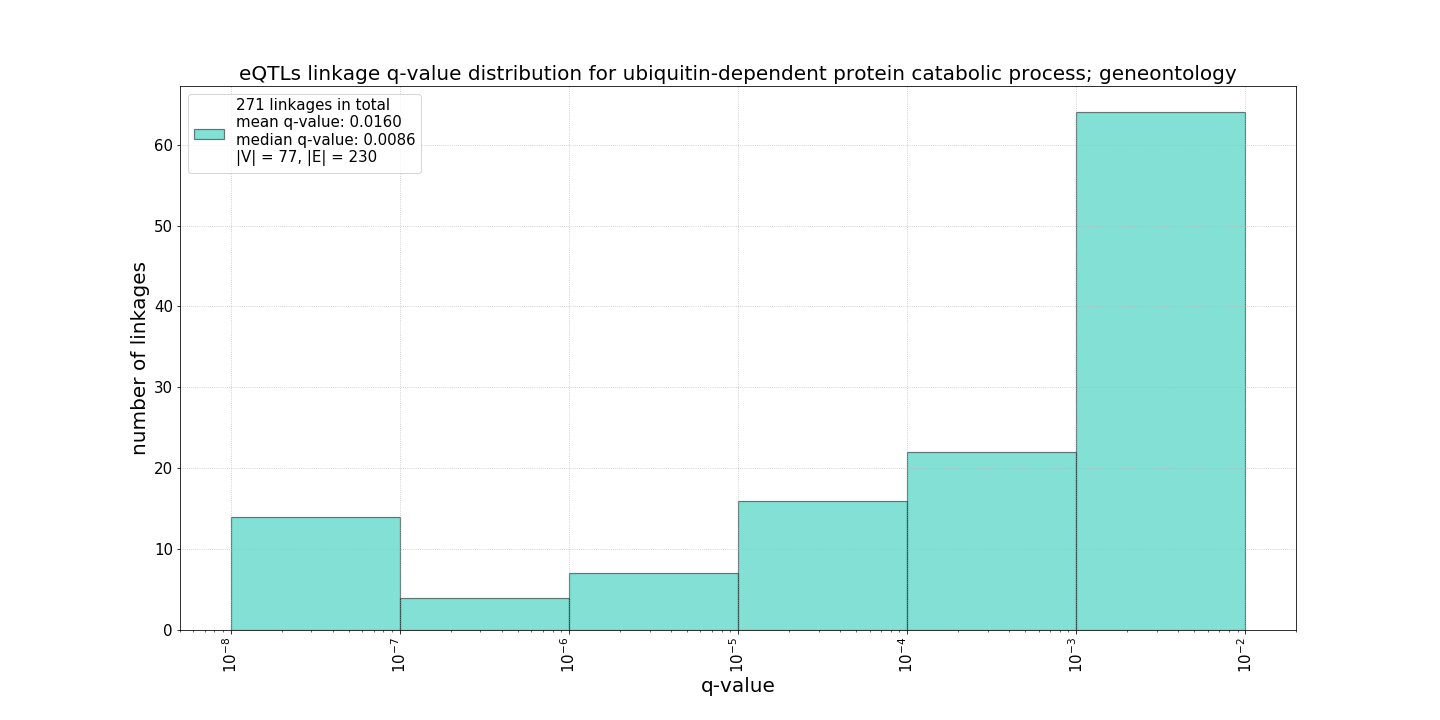 eQTLs linkage q-value distribution for ubiquitin-dependent protein catabolic process; geneontology
271 linkages in total
mean q-value: 0.0160
median q-value: 0.0086
|V| = 77, |E| = 230
number of linkages
60
50
40
30
20
10
0
10⁻⁸
10⁻⁷
10⁻⁶
10⁻⁵
10⁻⁴
10⁻³
10⁻²
q-value